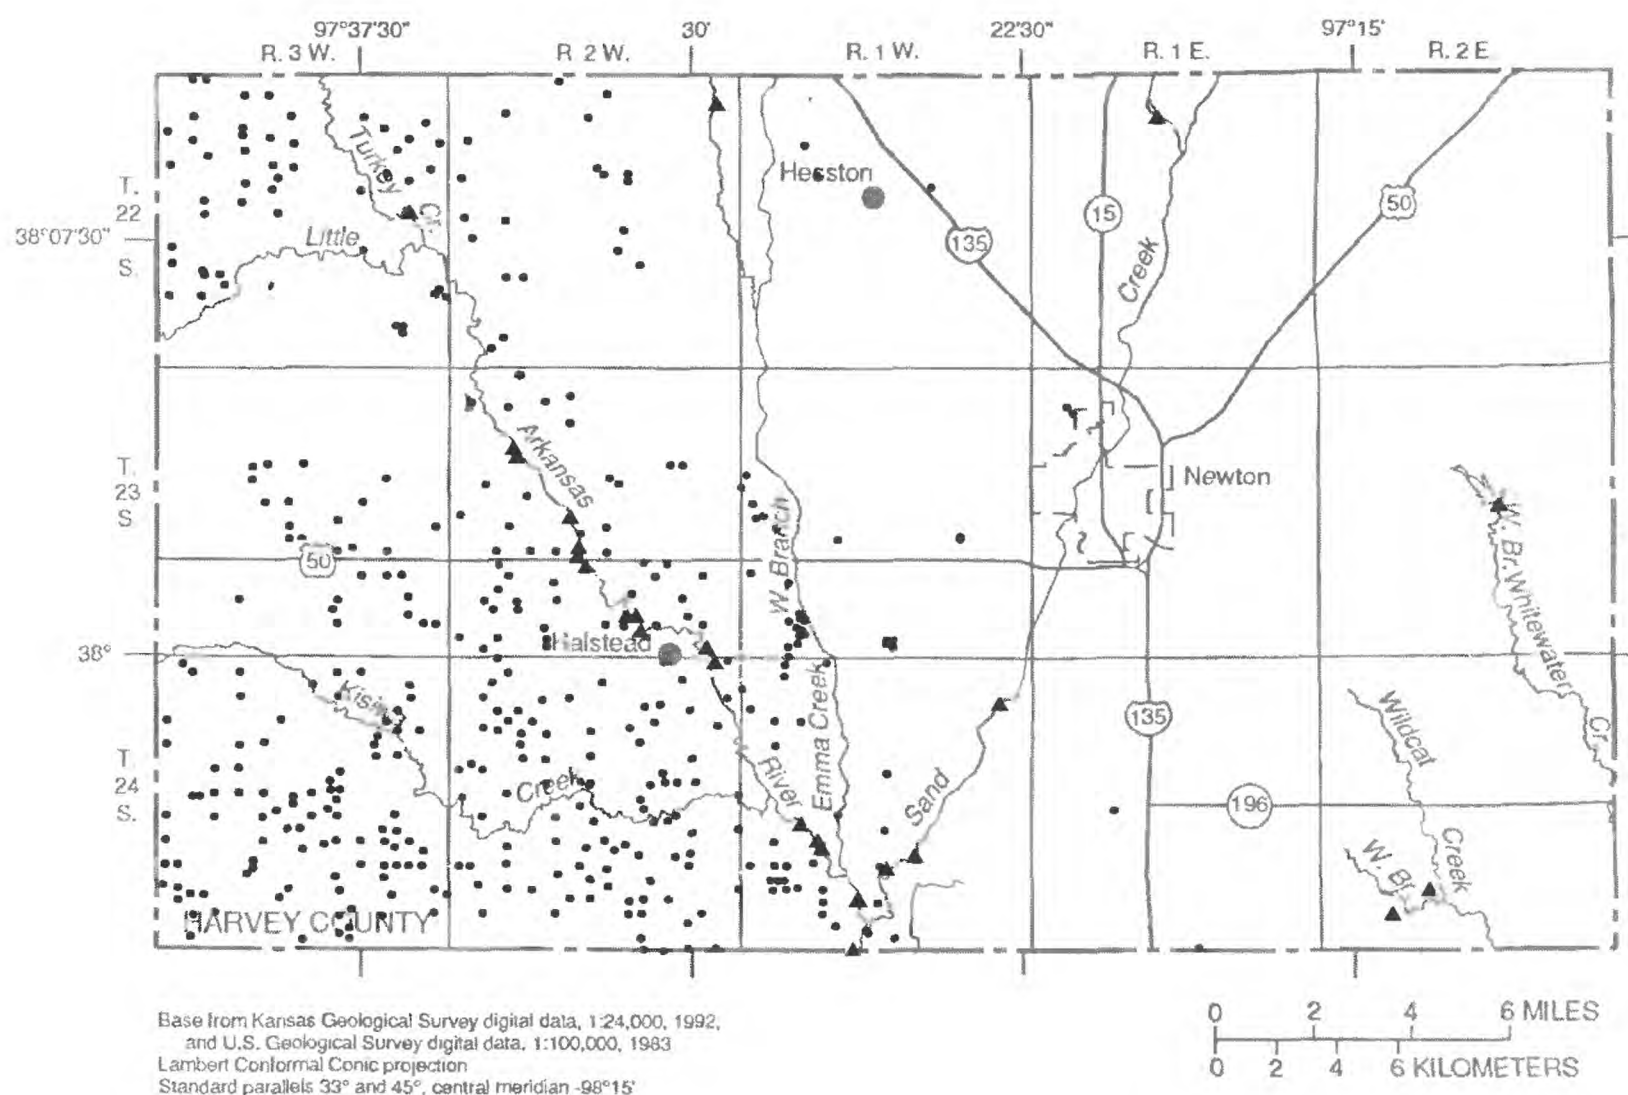 97°37'30"
30'
22'30"
97°15'
R. 3 W.
R. 2 W.
R. 1 W.
R. 1 E.
R. 2 E
T.
22
S.
38°07'30"
Turkey
Cr.
Little
Hesston
135
15
Creek
50
T.
23
S
Arkansas
50
W. Branch
Newton
W. Br. Whitewater
Cr.
38°
Halstead
Kisiwa
Creek
River
Emma Creek
Sand
135
196
Wildcat
Creek
W. Br.
T
24
S.
HARVEY COUNTY
Base from Kansas Geological Survey digital data, 1:24,000, 1992,
and U.S. Geological Survey digital data, 1:100,000, 1983
Lambert Conformal Conic projection
Standard parallels 33° and 45°, central meridian -98°15'
0 2 4 6 MILES
0 2 4 6 KILOMETERS